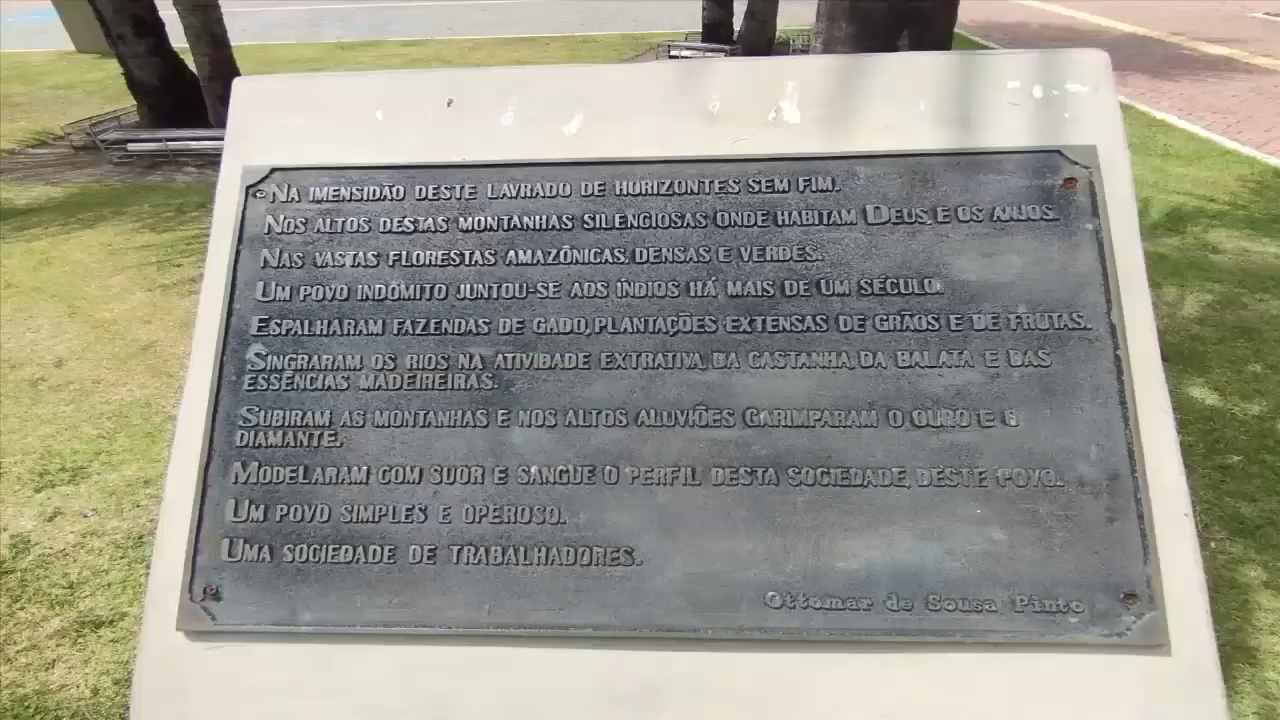 Na imensidão deste lavrado de horizontes sem fim.
Nos altos destas montanhas silenciosas onde habitam Deus, e os anjos.
Nas vastas florestas amazônicas, densas e verdes.
Um povo indomito juntou-se aos índios há mais de um século.
Espalharam fazendas de gado, plantações extensas de grãos e de frutas.
Singraram os rios na atividade extrativa da castanha, da balata e das
essências madeireiras.
Subiram as montanhas e nos altos aluviões garimparam o ouro e o
diamante.
Modelaram com suor e sangue o perfil desta sociedade, deste povo.
Um povo simples e operoso.
Uma sociedade de trabalhadores.
Ottomar de Sousa Pinto